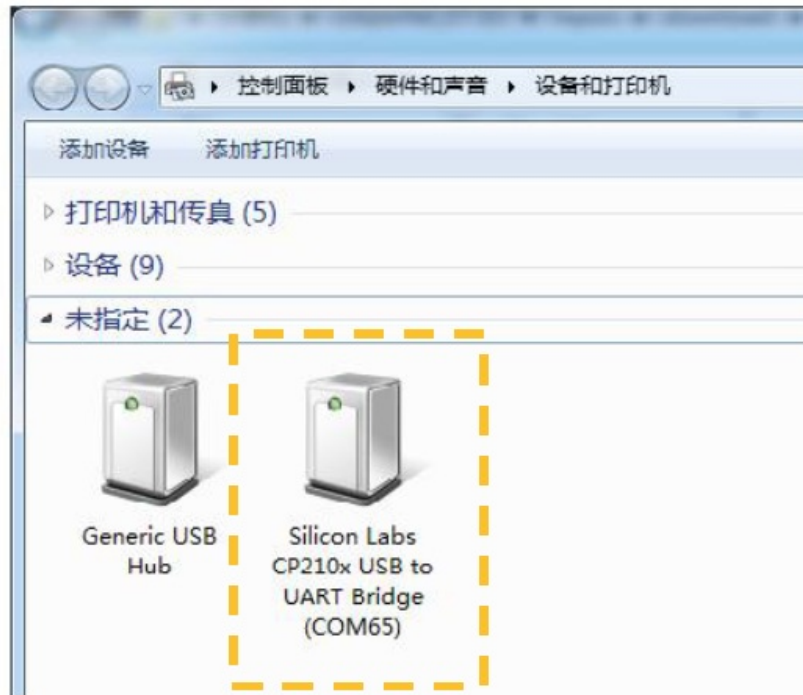 控制面板 ▸ 硬件和声音 ▸ 设备和打印机
添加设备 添加打印机
打印机和传真 (5)
设备 (9)
未指定 (2)
Generic USB
Hub
Silicon Labs
CP210x USB to
UART Bridge
(COM65)